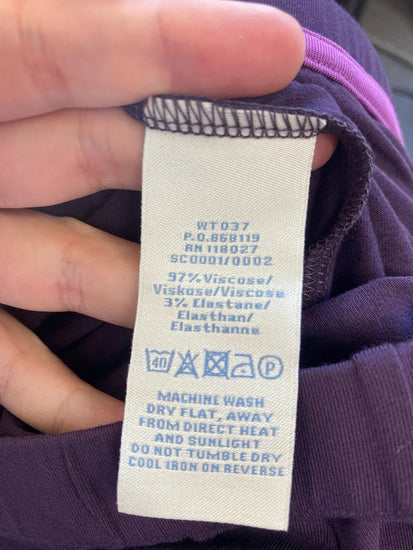 WT037
P.O.868119
RN 118027
SC0001/0002
97% Viscose/
Viskose/Viscose
3% Elastane/
Elasthan/
Elasthanne
40 P
MACHINE WASH
DRY FLAT, AWAY
FROM DIRECT HEAT
AND SUNLIGHT
DO NOT TUMBLE DRY
COOL IRON ON REVERSE